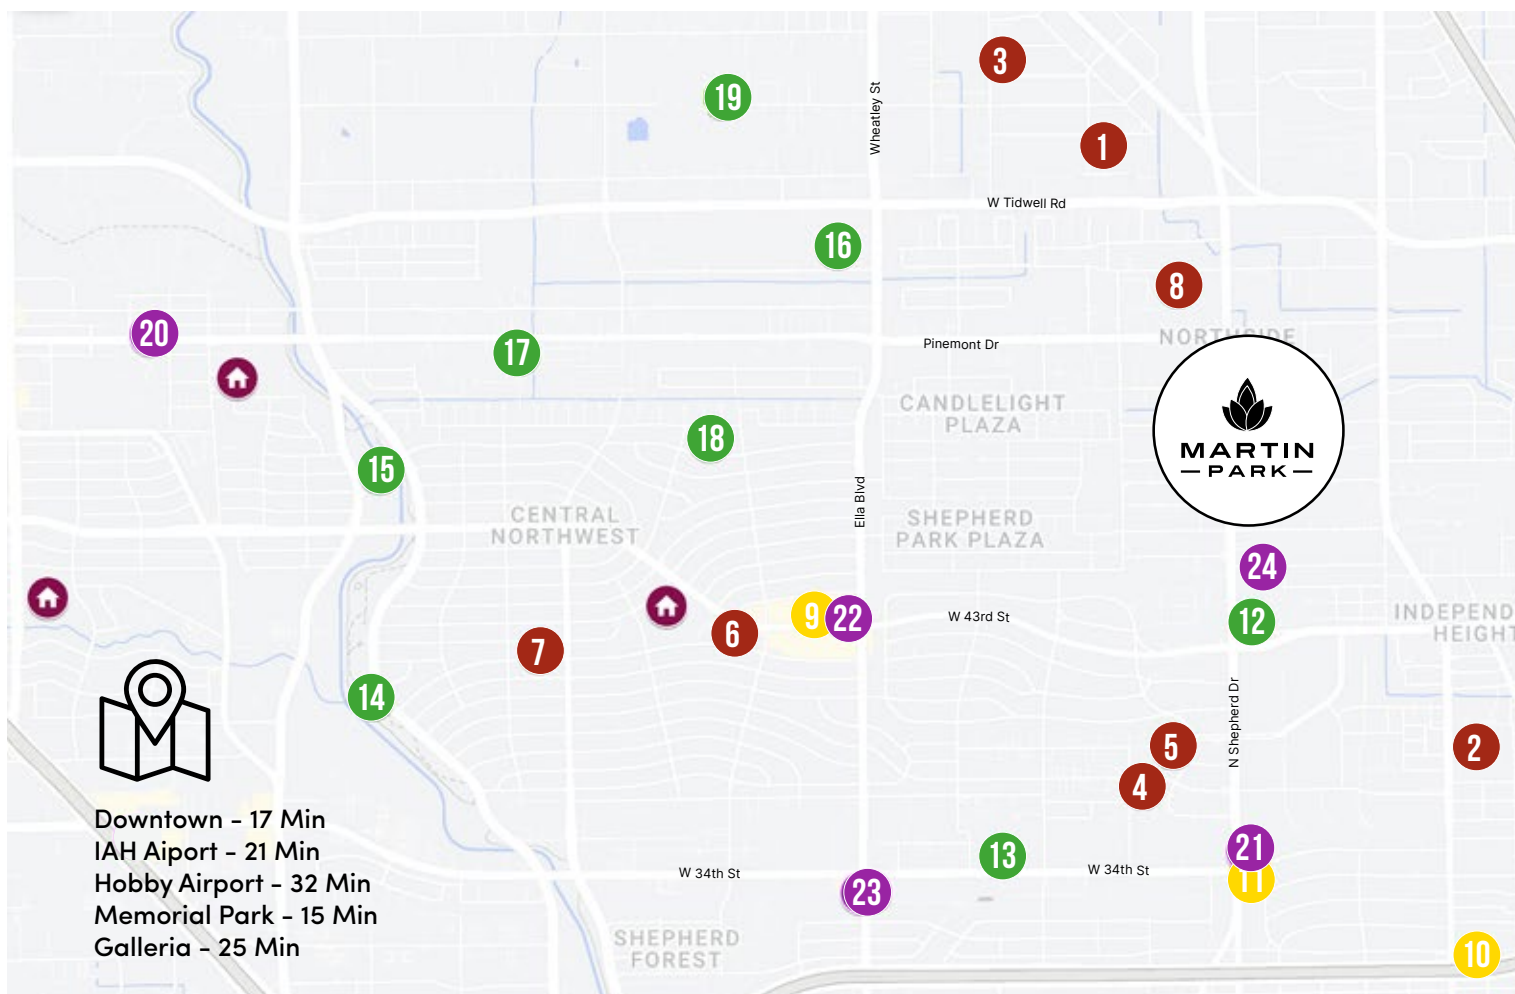 3
19
Wheatley St
1
W Tidwell Rd
16
8
20
Pinemont Dr
NORTHSIDE
17
CANDLELIGHT
PLAZA
MARTIN
PARK
18
15
Ella Blvd
CENTRAL
NORTHWEST
SHEPHERD
PARK PLAZA
24
9
22
W 43rd St
12
INDEPEND
HEIGHT
6
7
14
N Shepherd Dr
5
2
4
Downtown - 17 Min
IAH Aiport - 21 Min
Hobby Airport - 32 Min
Memorial Park - 15 Min
Galleria - 25 Min
21
13
W 34th St
W 34th St
11
23
SHEPHERD
FOREST
10